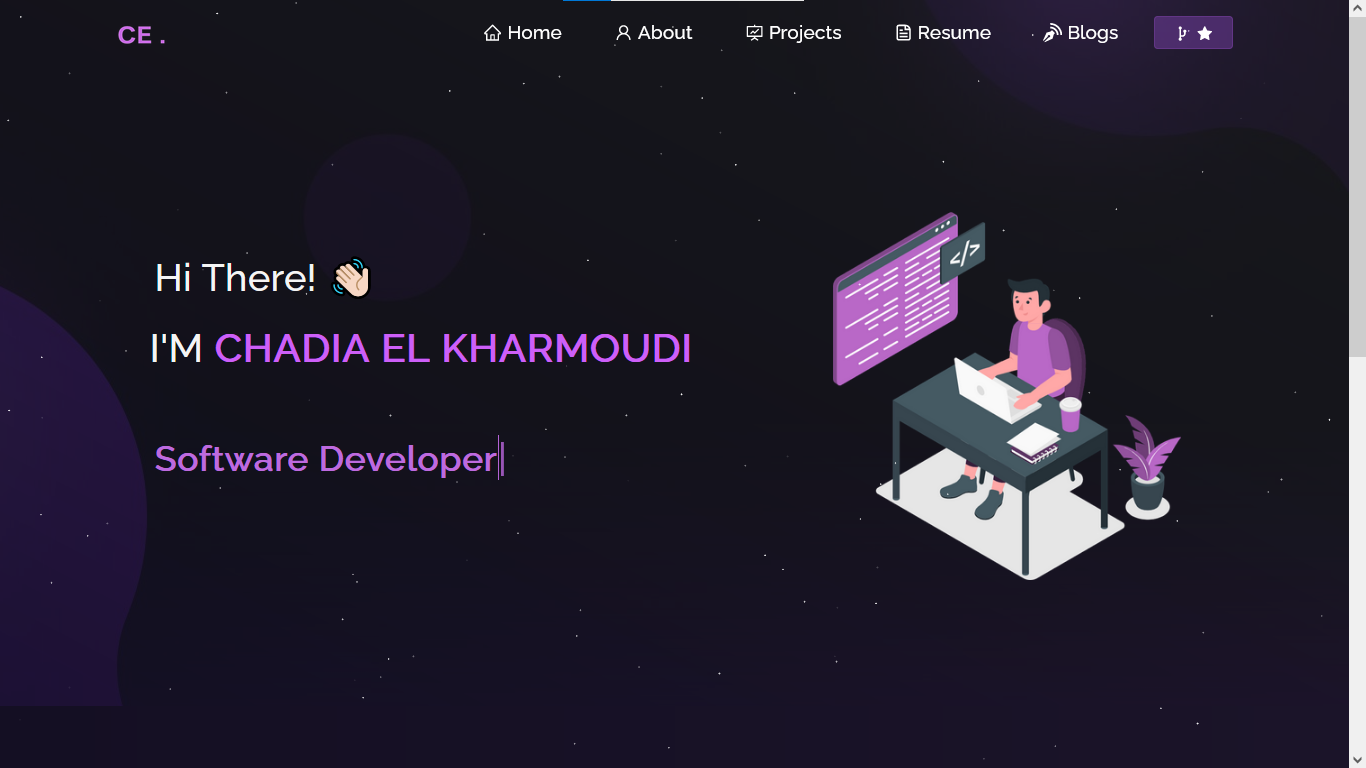 CE .
Home About Projects Resume Blogs
Hi There! 👋🏻
I'M CHADIA EL KHARMOUDI
</>
Software Developer